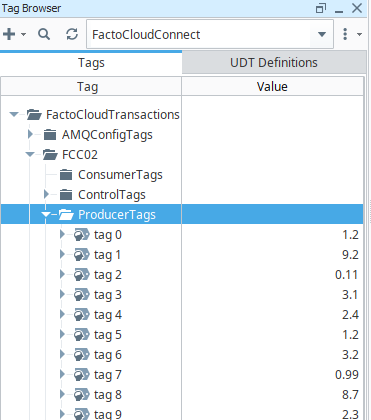 Tag Browser
FactoCloudConnect
Tags UDT Definitions
Tag Value
FactoCloudTransactions
AMQConfigTags
FCC02
ConsumerTags
ControlTags
ProducerTags
tag 0 1.2
tag 1 9.2
tag 2 0.11
tag 3 3.1
tag 4 2.4
tag 5 1.2
tag 6 3.2
tag 7 0.99
tag 8 8.7
tag 9 2.3